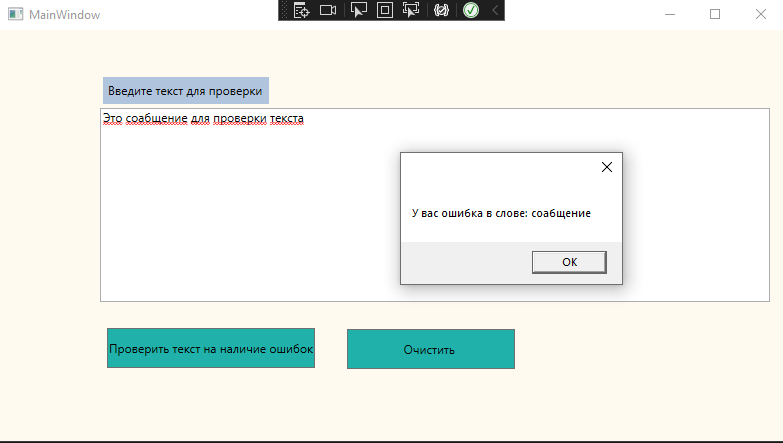 MainWindow
Введите текст для проверки
Это соабщение для проверки текста
У вас ошибка в слове: соабщение
OK
Проверить текст на наличие ошибок
Очистить